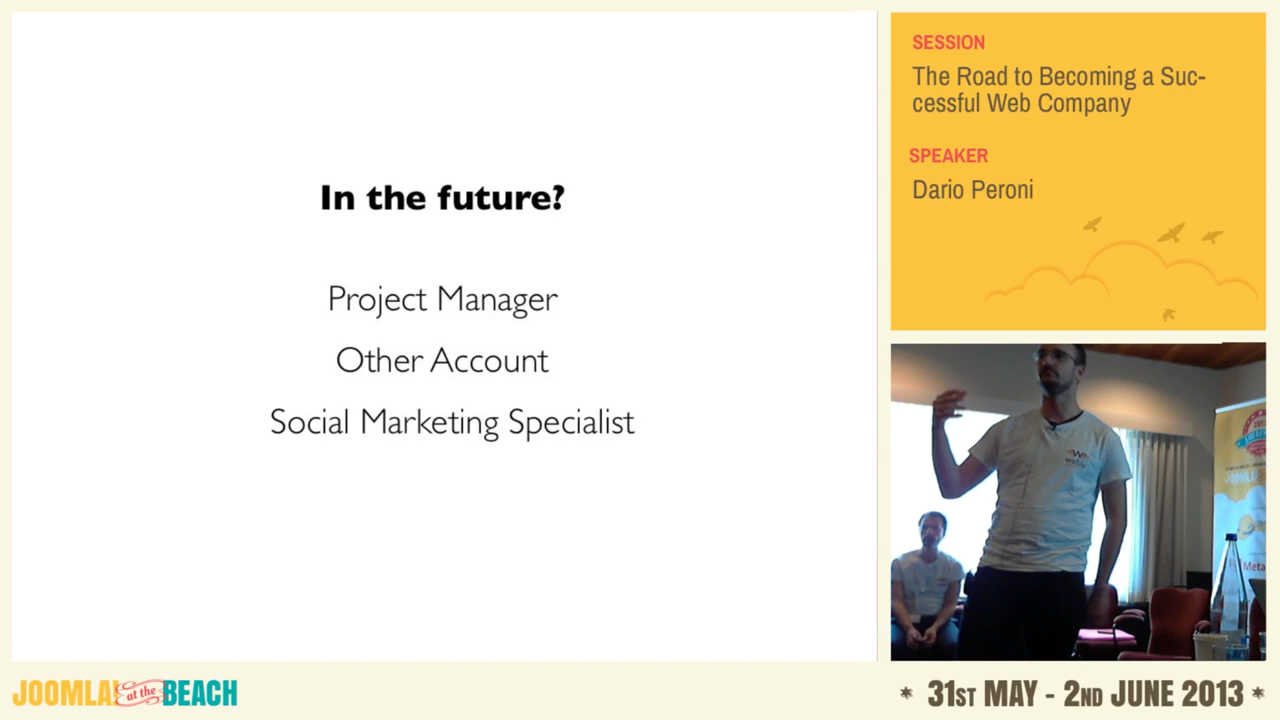 In the future?
Project Manager
Other Account
Social Marketing Specialist
SESSION
The Road to Becoming a Suc-
cessful Web Company
SPEAKER
Dario Peroni
Meta
JOOMLA! at the BEACH
* 31ST MAY - 2ND JUNE 2013 *